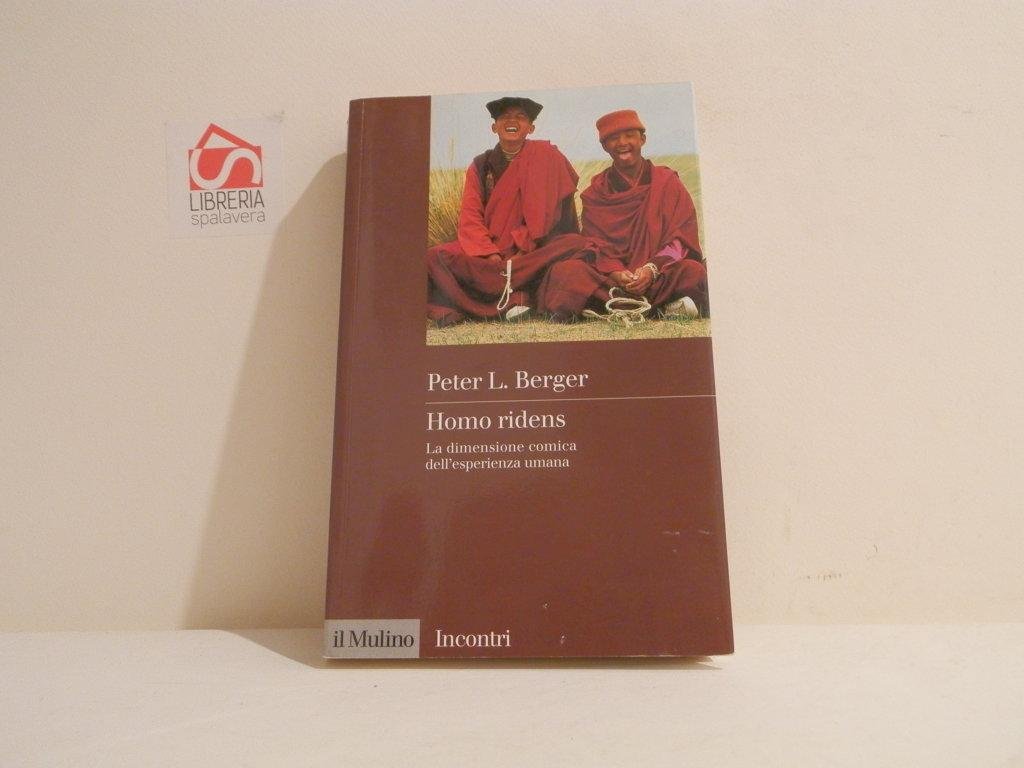 LIBRERIA
spalavera
Peter L. Berger
Homo ridens
La dimensione comica
dell'esperienza umana
il Mulino
Incontri